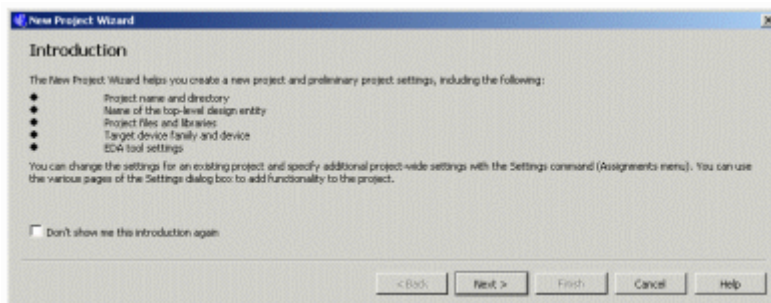 New Project Wizard
Introduction
The New Project Wizard helps you create a new project and preliminary project settings, including the following:
◆ Project name and directory
◆ Name of the top-level design entity
◆ Project files and libraries
◆ Target device family and device
◆ EDA tool settings
You can change the settings for an existing project and specify additional project-wide settings with the Settings command (Assignments menu). You can use
the various pages of the Settings dialog box to add functionality to the project.
Don't show me this introduction again
< Back Next > Finish Cancel Help